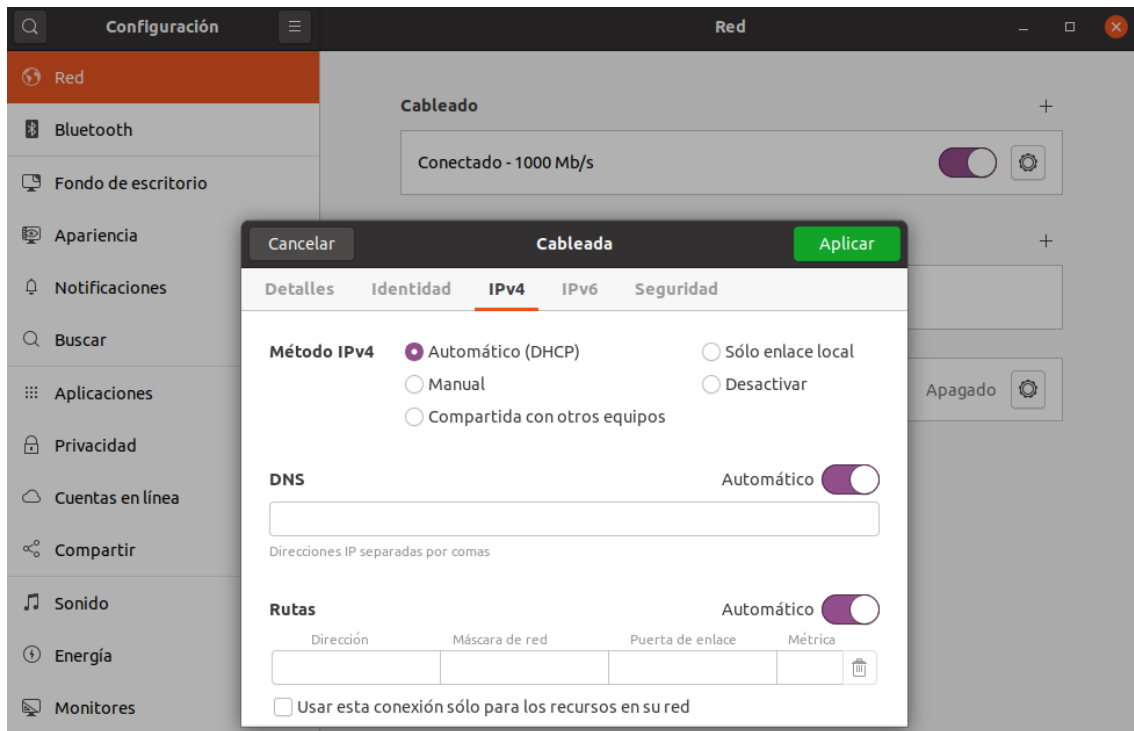 Configuración
Red
Red
Bluetooth
Fondo de escritorio
Apariencia
Notificaciones
Buscar
Aplicaciones
Privacidad
Cuentas en línea
Compartir
Sonido
Energía
Monitores
Cableado
Conectado - 1000 Mb/s
Apagado
Cancelar
Cableada
Aplicar
Detalles Identidad IPv4 IPv6 Seguridad
Método IPv4 Automático (DHCP) Sólo enlace local
Manual Desactivar
Compartida con otros equipos
DNS Automático
Direcciones IP separadas por comas
Rutas Automático
Dirección Máscara de red Puerta de enlace Métrica
Usar esta conexión sólo para los recursos en su red